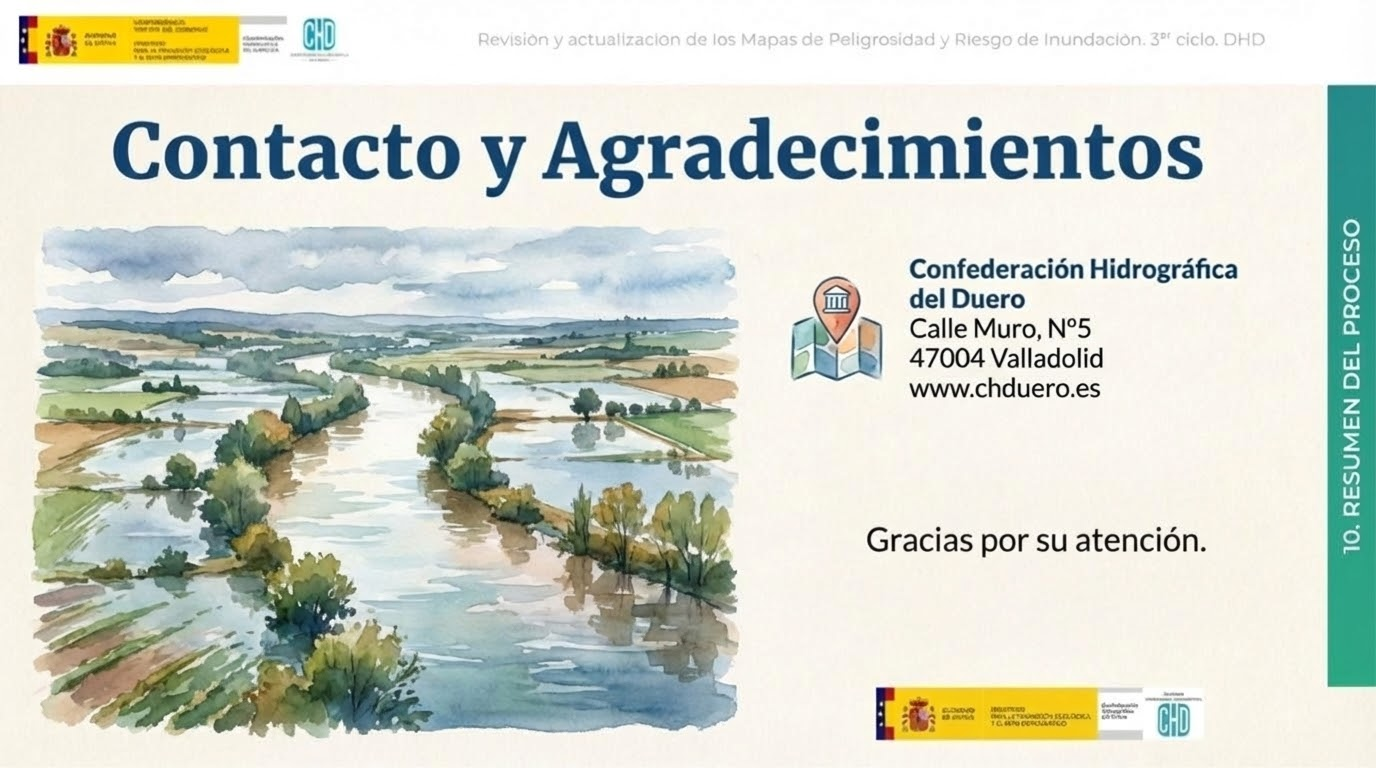 CHD
Revisión y actualización de los Mapas de Peligrosidad y Riesgo de Inundación. 3er ciclo. DHD
Contacto y Agradecimientos
Confederación Hidrográfica
del Duero
Calle Muro, Nº5
47004 Valladolid
www.chduero.es
Gracias por su atención.
10. RESUMEN DEL PROCESO
CHD